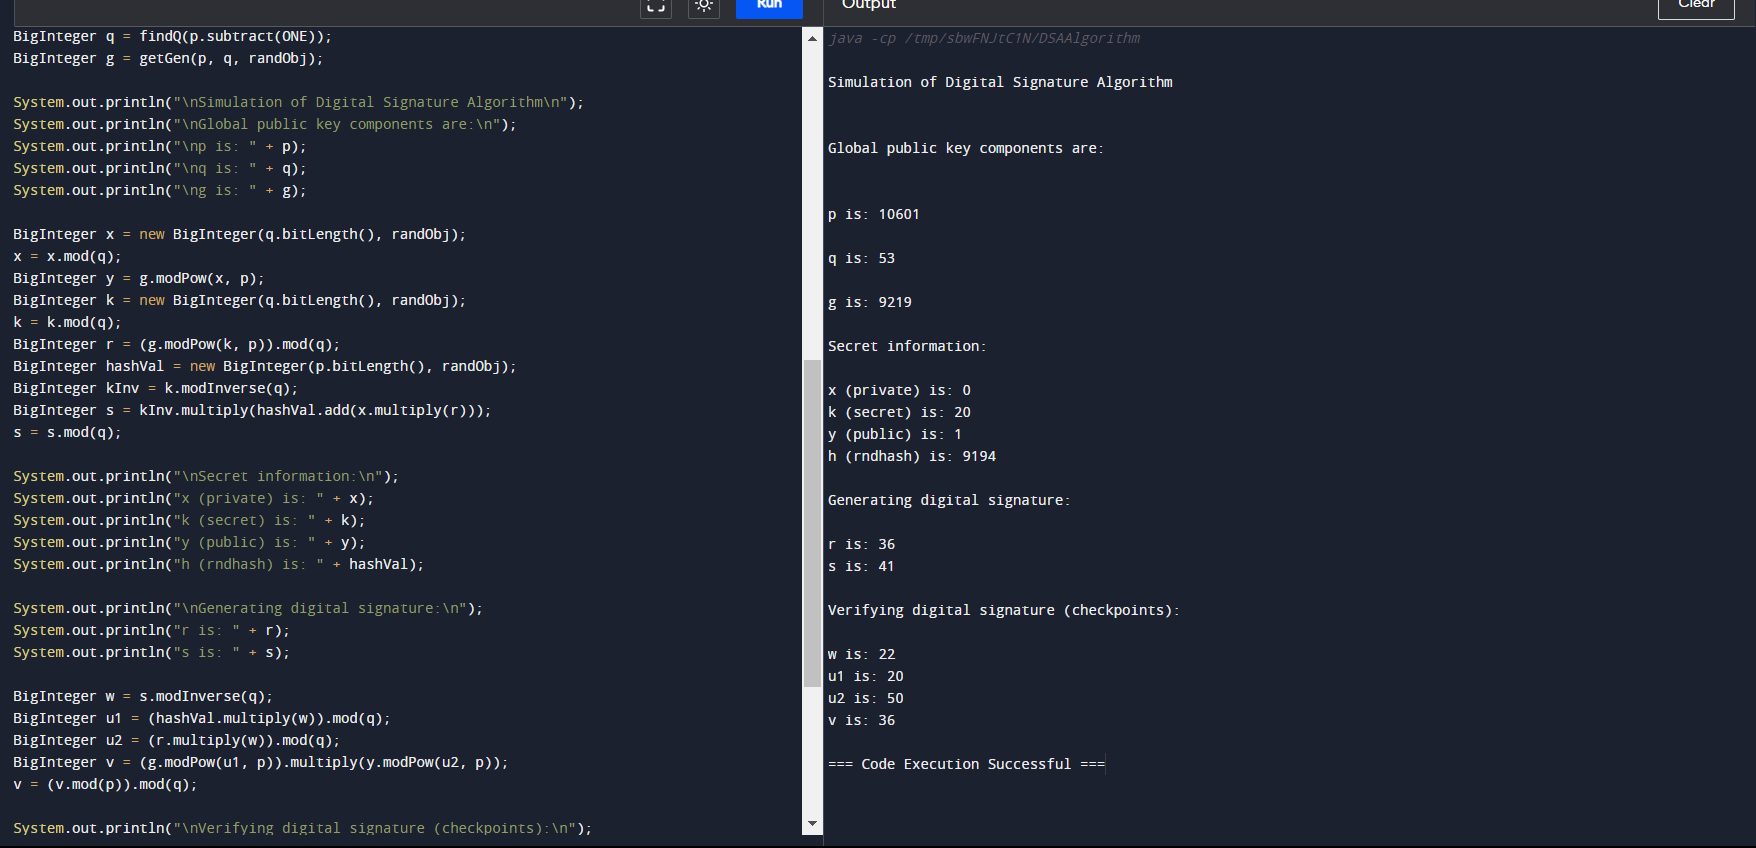 Run
Output
Clear
BigInteger q = findQ(p.subtract(ONE));
BigInteger g = getGen(p, q, randObj);
System.out.println("\nSimulation of Digital Signature Algorithm\n");
System.out.println("\nGlobal public key components are:\n");
System.out.println("\np is: " + p);
System.out.println("\nq is: " + q);
System.out.println("\ng is: " + g);
BigInteger x = new BigInteger(q.bitLength(), randObj);
x = x.mod(q);
BigInteger y = g.modPow(x, p);
BigInteger k = new BigInteger(q.bitLength(), randObj);
k = k.mod(q);
BigInteger r = (g.modPow(k, p)).mod(q);
BigInteger hashVal = new BigInteger(p.bitLength(), randObj);
BigInteger kInv = k.modInverse(q);
BigInteger s = kInv.multiply(hashVal.add(x.multiply(r)));
s = s.mod(q);
System.out.println("\nSecret information:\n");
System.out.println("x (private) is: " + x);
System.out.println("k (secret) is: " + k);
System.out.println("y (public) is: " + y);
System.out.println("h (rndhash) is: " + hashVal);
System.out.println("\nGenerating digital signature:\n");
System.out.println("r is: " + r);
System.out.println("s is: " + s);
BigInteger w = s.modInverse(q);
BigInteger u1 = (hashVal.multiply(w)).mod(q);
BigInteger u2 = (r.multiply(w)).mod(q);
BigInteger v = (g.modPow(u1, p)).multiply(y.modPow(u2, p));
v = (v.mod(p)).mod(q);
System.out.println("\nVerifying digital signature (checkpoints):\n");
java -cp /tmp/sbwFNJtC1N/DSAAlgorithm
Simulation of Digital Signature Algorithm
Global public key components are:
p is: 10601
q is: 53
g is: 9219
Secret information:
x (private) is: 0
k (secret) is: 20
y (public) is: 1
h (rndhash) is: 9194
Generating digital signature:
r is: 36
s is: 41
Verifying digital signature (checkpoints):
w is: 22
u1 is: 20
u2 is: 50
v is: 36
=== Code Execution Successful ===